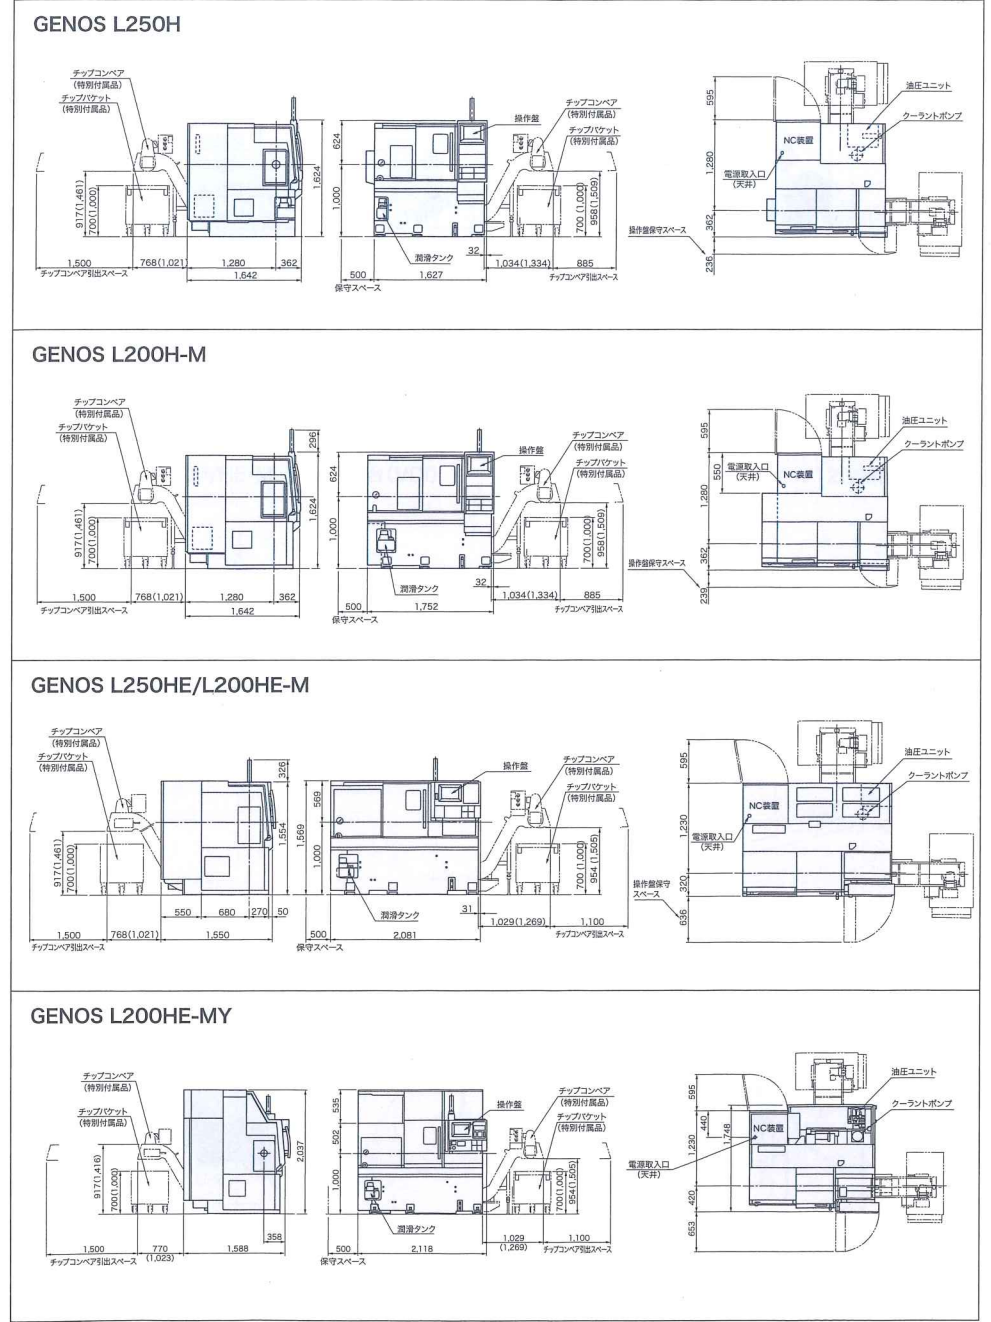 GENOS L250H
チップコンベア
(特別付属品)
チップバケット
(特別付属品)
917(1,461)
700(1,000)
1,624
1,500
768(1,021)
1,280
362
チップコンベア引出スペース
1,642
操作盤
チップコンベア
(特別付属品)
チップバケット
(特別付属品)
624
1,000
700 (1,000)
958(1,509)
潤滑タンク
32
500
1,627
1,034(1,334)
885
保守スペース
チップコンベア引出スペース
595
1,280
362
236
油圧ユニット
クーラントポンプ
NC装置
電源取入口
(天井)
操作盤保守スペース
GENOS L200H-M
チップコンベア
(特別付属品)
チップバケット
(特別付属品)
296
1,624
917(1,461)
700(1,000)
1,500
768(1,021)
1,280
362
チップコンベア引出スペース
1,642
操作盤
チップコンベア
(特別付属品)
チップバケット
(特別付属品)
624
1,000
700(1,000)
958(1,509)
潤滑タンク
32
500
1,752
1,034(1,334)
885
保守スペース
チップコンベア引出スペース
595
550
1,280
362
239
油圧ユニット
クーラントポンプ
NC装置
電源取入口
(天井)
操作盤保守スペース
GENOS L250HE/L200HE-M
チップコンベア
(特別付属品)
チップバケット
(特別付属品)
326
1,554
917(1,461)
700(1,000)
550
680
270
50
1,500
768(1,021)
1,550
チップコンベア引出スペース
操作盤
チップコンベア
(特別付属品)
チップバケット
(特別付属品)
569
1,569
1,000
700 (1,000)
954 (1,505)
潤滑タンク
31
500
2,081
1,029(1,269)
1,100
保守スペース
チップコンベア引出スペース
595
1,230
320
636
油圧ユニット
クーラントポンプ
NC装置
電源取入口
(天井)
操作盤保守
スペース
GENOS L200HE-MY
チップコンベア
(特別付属品)
チップバケット
(特別付属品)
2,037
917(1,416)
700(1,000)
358
1,500
770
(1,023)
1,588
チップコンベア引出スペース
操作盤
チップコンベア
(特別付属品)
チップバケット
(特別付属品)
535
502
1,000
700(1,000)
954(1,505)
潤滑タンク
500
2,118
1,029
(1,269)
1,100
保守スペース
チップコンベア引出スペース
595
440
1,748
1,230
420
653
油圧ユニット
クーラントポンプ
NC装置
電源取入口
(天井)